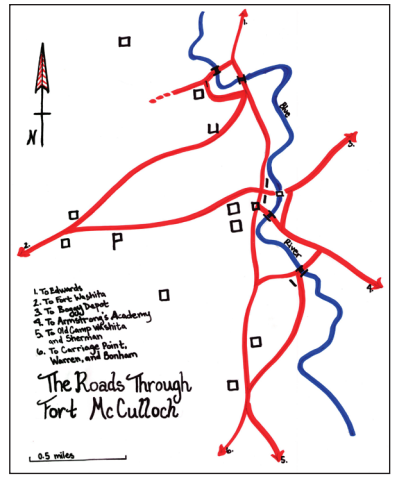 1.
Blue
N
3.
2.
River
4.
1. To Edwards
2. To Fort Washita
3. To Boggy Depot
4. To Armstrong's Academy
5. To Old Camp Washita
and Sherman
6. To Carriage Point,
Warren, and Bonham
The Roads Through
Fort McCulloch
0.5 miles
6.
5.